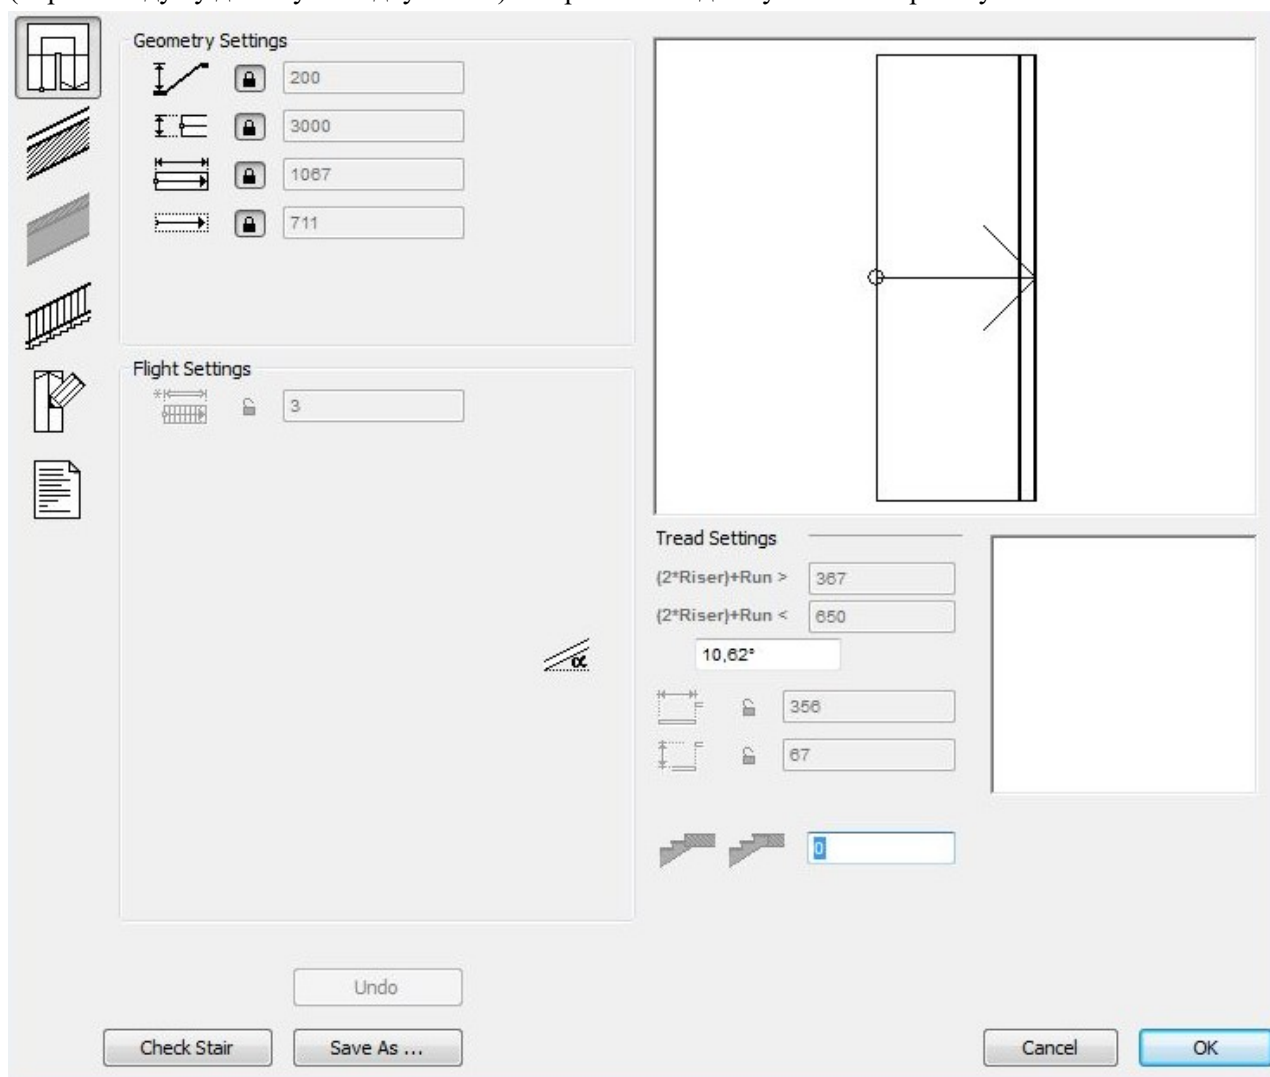 Geometry Settings
200
3000
1067
711
Flight Settings
3
Tread Settings
(2*Riser)+Run > 367
(2*Riser)+Run < 650
10,62°
α
356
67
0
Undo
Check Stair
Save As ...
Cancel
OK